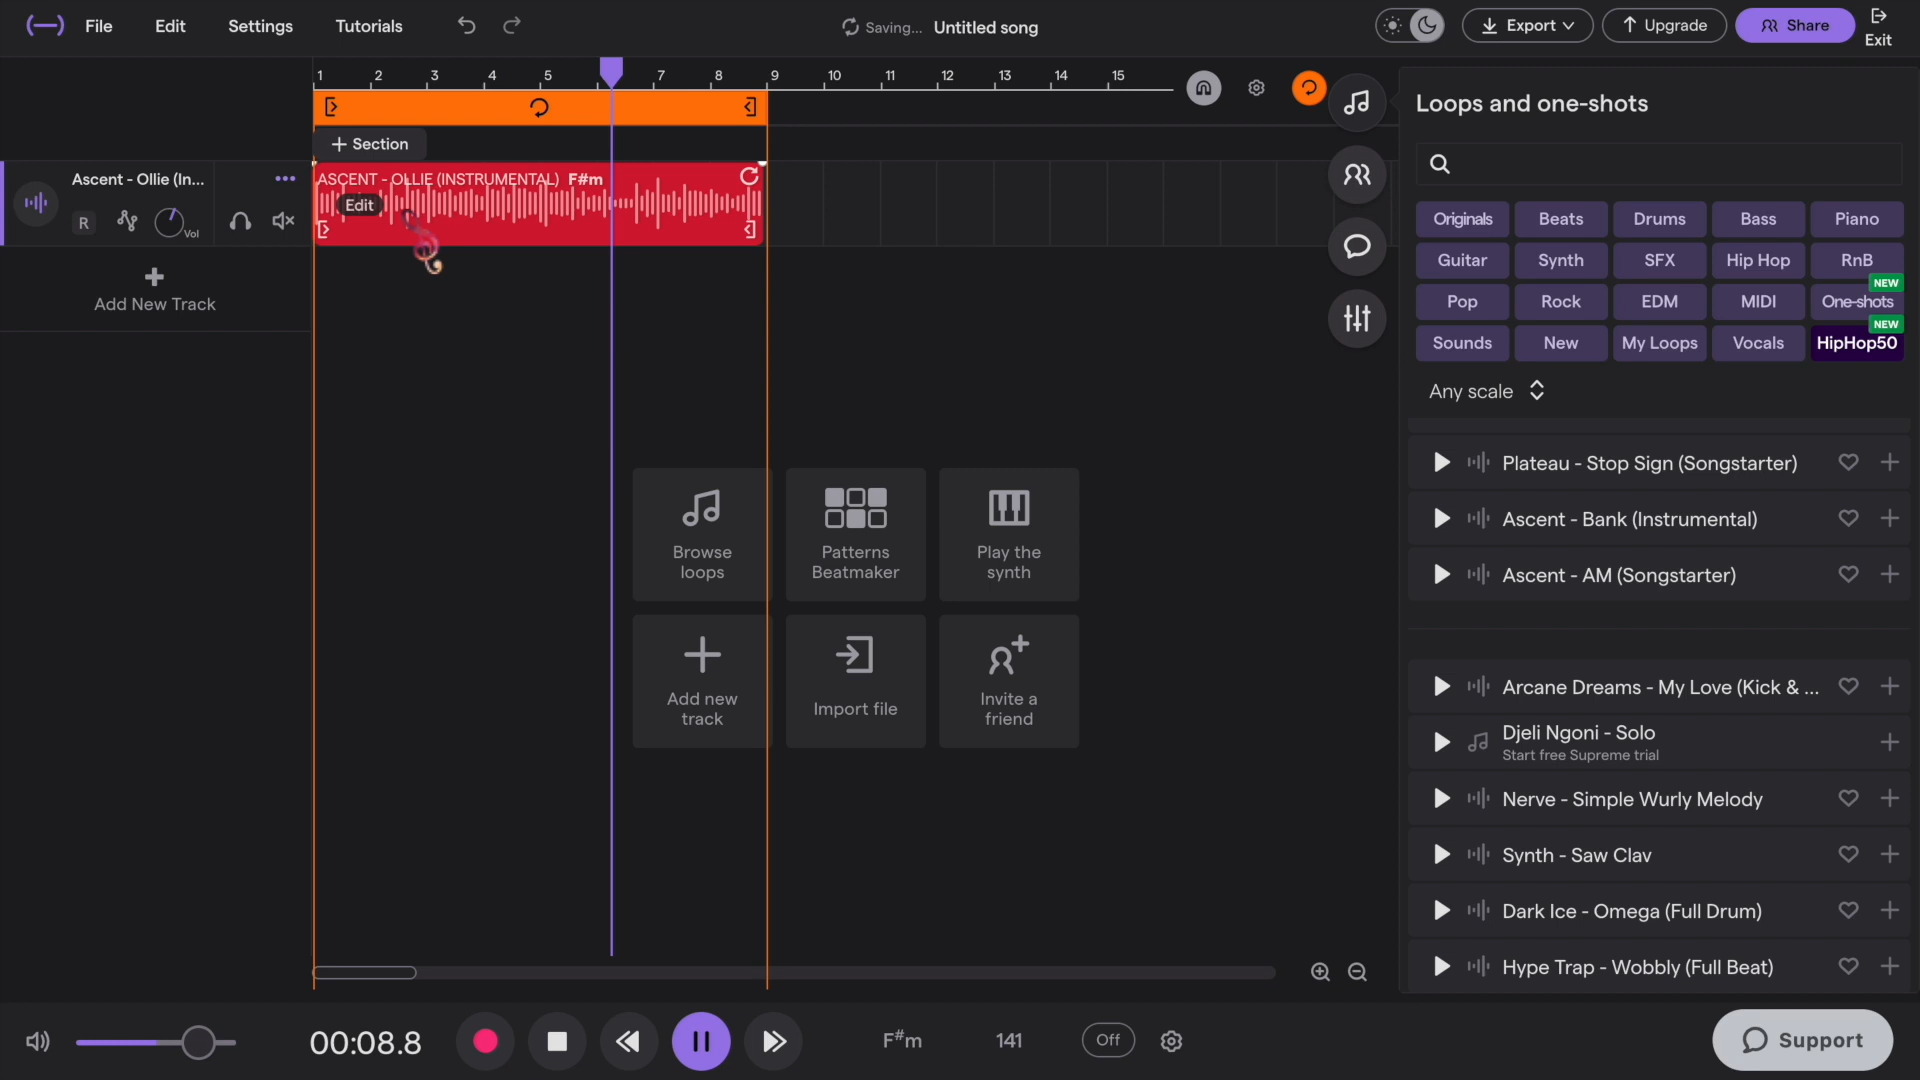 File Edit Settings Tutorials
Saving... Untitled song
Export Upgrade Share Exit
1 2 3 4 5 7 8 9 10 11 12 13 14 15
Section
Ascent - Ollie (In...
R Vol
ASCENT - OLLIE (INSTRUMENTAL) F#m
Edit
Add New Track
Browse loops
Patterns Beatmaker
Play the synth
Add new track
Import file
Invite a friend
Loops and one-shots
Originals Beats Drums Bass Piano
Guitar Synth SFX Hip Hop RnB
NEW
Pop Rock EDM MIDI One-shots
NEW
Sounds New My Loops Vocals HipHop50
Any scale
Plateau - Stop Sign (Songstarter)
Ascent - Bank (Instrumental)
Ascent - AM (Songstarter)
Arcane Dreams - My Love (Kick & ...
Djeli Ngoni - Solo
Start free Supreme trial
Nerve - Simple Wurly Melody
Synth - Saw Clav
Dark Ice - Omega (Full Drum)
Hype Trap - Wobbly (Full Beat)
00:08.8 F#m 141 Off Support